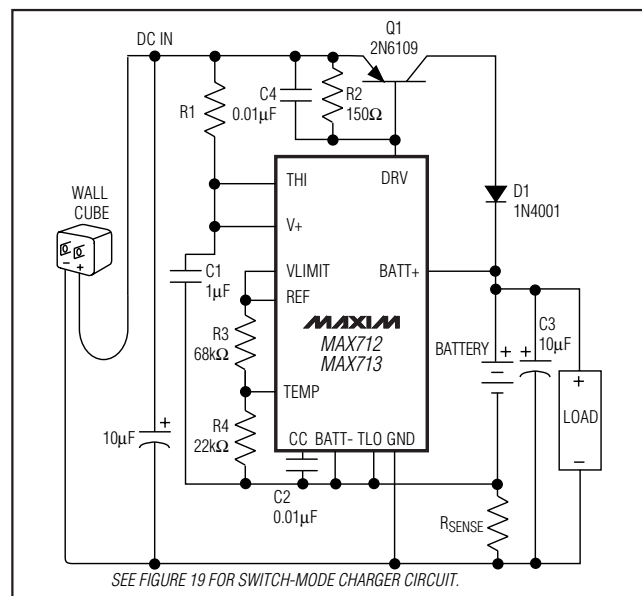 Q1
2N6109
DC IN
R1
C4
0.01µF
R2
150Ω
THI
DRV
WALL
CUBE
D1
1N4001
V+
C1
1µF
VLIMIT
BATT+
REF
MAXIM
MAX712
MAX713
R3
68kΩ
BATTERY
C3
10µF
TEMP
LOAD
R4
22kΩ
10µF
CC BATT- TLO GND
C2
0.01µF
RSENSE
SEE FIGURE 19 FOR SWITCH-MODE CHARGER CIRCUIT.